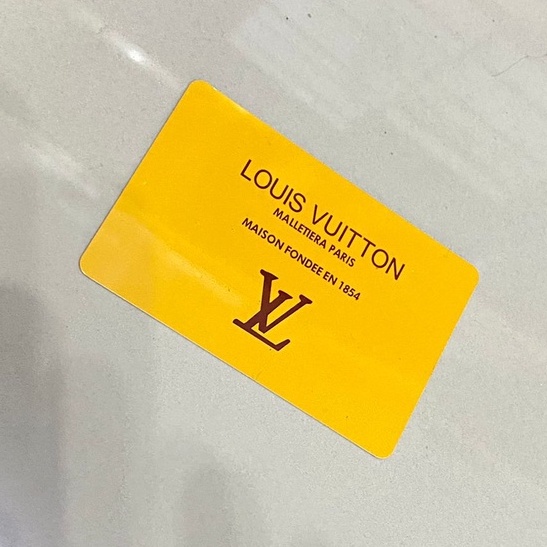 LOUIS VUITTON
MALLETIERA PARIS
MAISON FONDEE EN 1854
LV